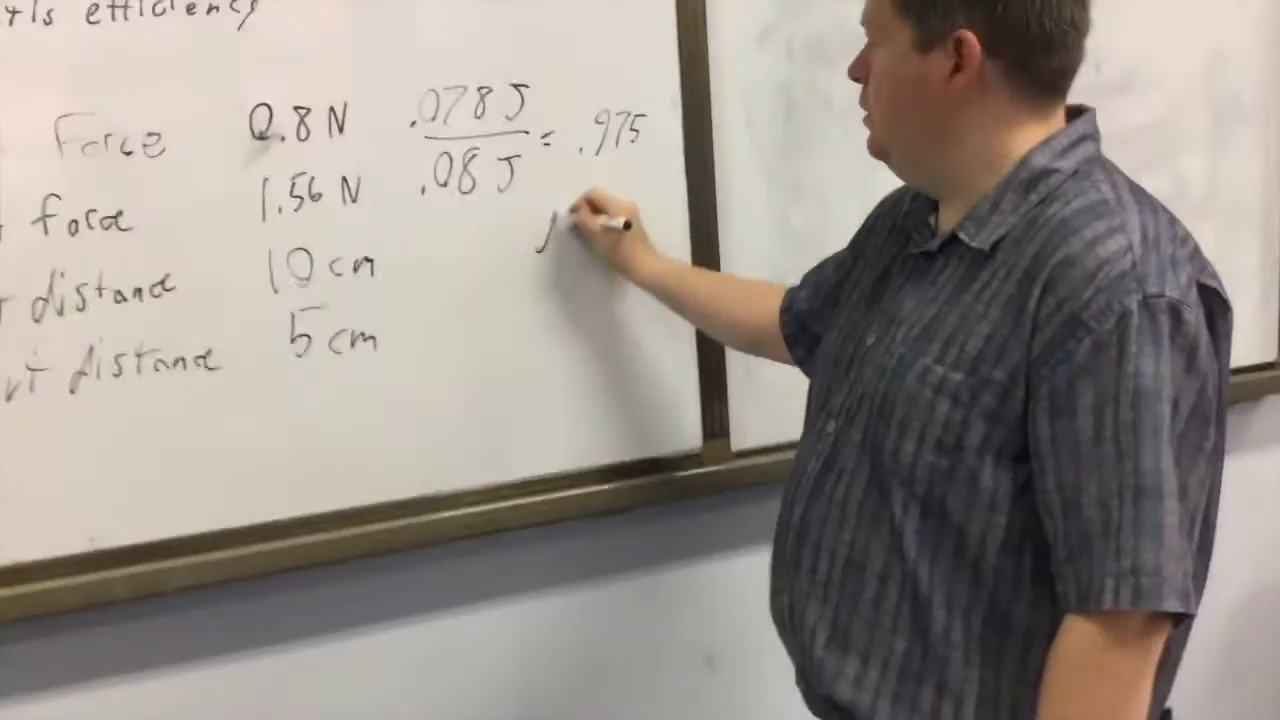 efficiency
Force 0.8 N .078 J
.08 J = .975
force 1.56 N
distance 10 cm
distance 5 cm